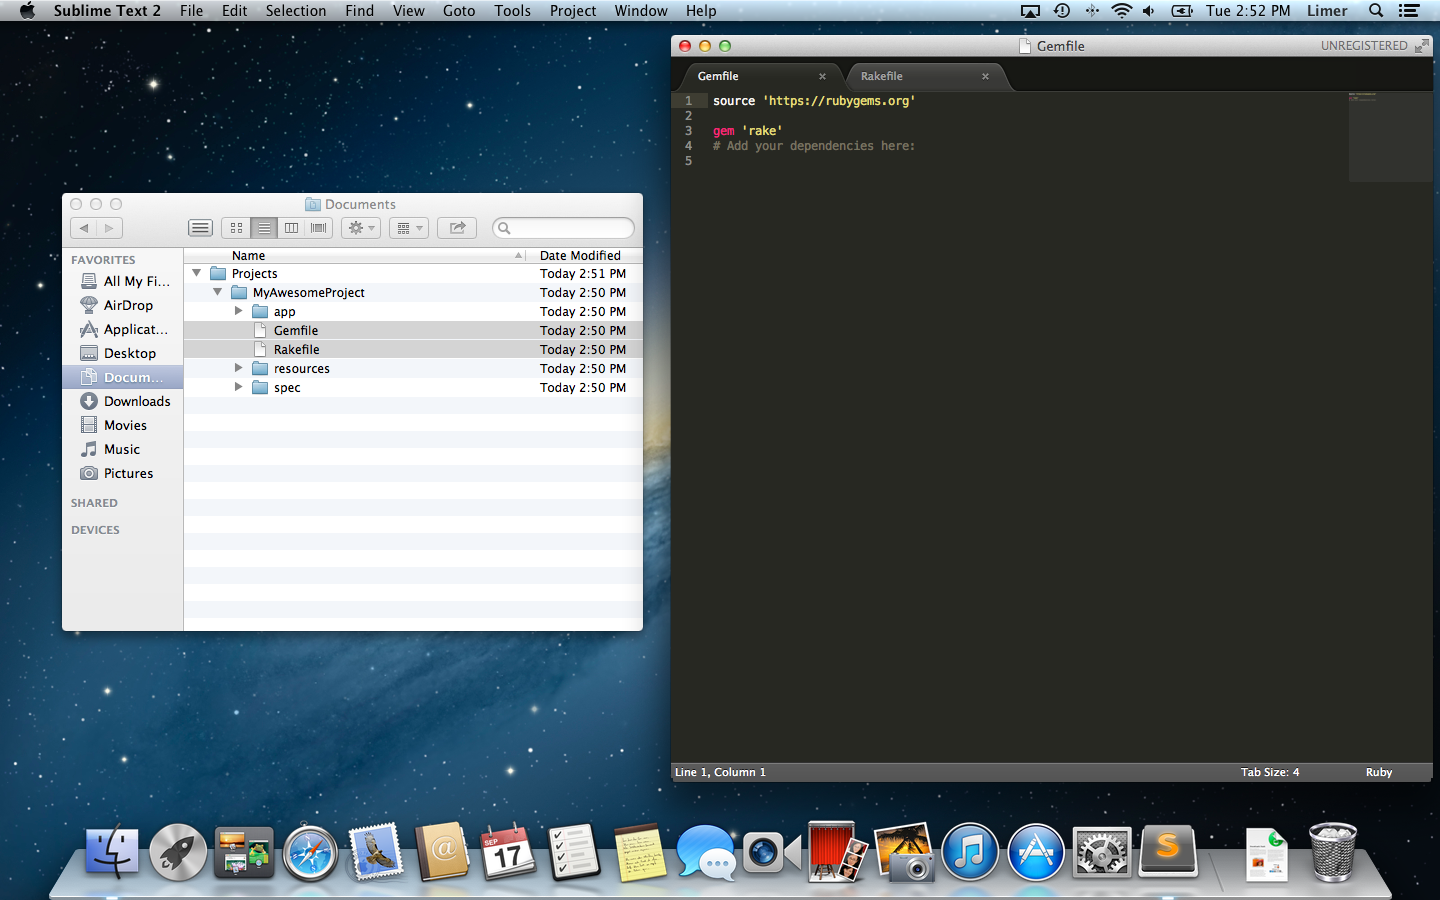 Sublime Text 2 File Edit Selection Find View Goto Tools Project Window Help Tue 2:52 PM Limer
Gemfile UNREGISTERED
Gemfile Rakefile
1 source 'https://rubygems.org'
2
3 gem 'rake'
4 # Add your dependencies here:
5
Line 1, Column 1 Tab Size: 4 Ruby
Documents
FAVORITES
All My Fi...
AirDrop
Applicat...
Desktop
Docum...
Downloads
Movies
Music
Pictures
SHARED
DEVICES
Name Date Modified
Projects Today 2:51 PM
MyAwesomeProject Today 2:50 PM
app Today 2:50 PM
Gemfile Today 2:50 PM
Rakefile Today 2:50 PM
resources Today 2:50 PM
spec Today 2:50 PM
SEP
17